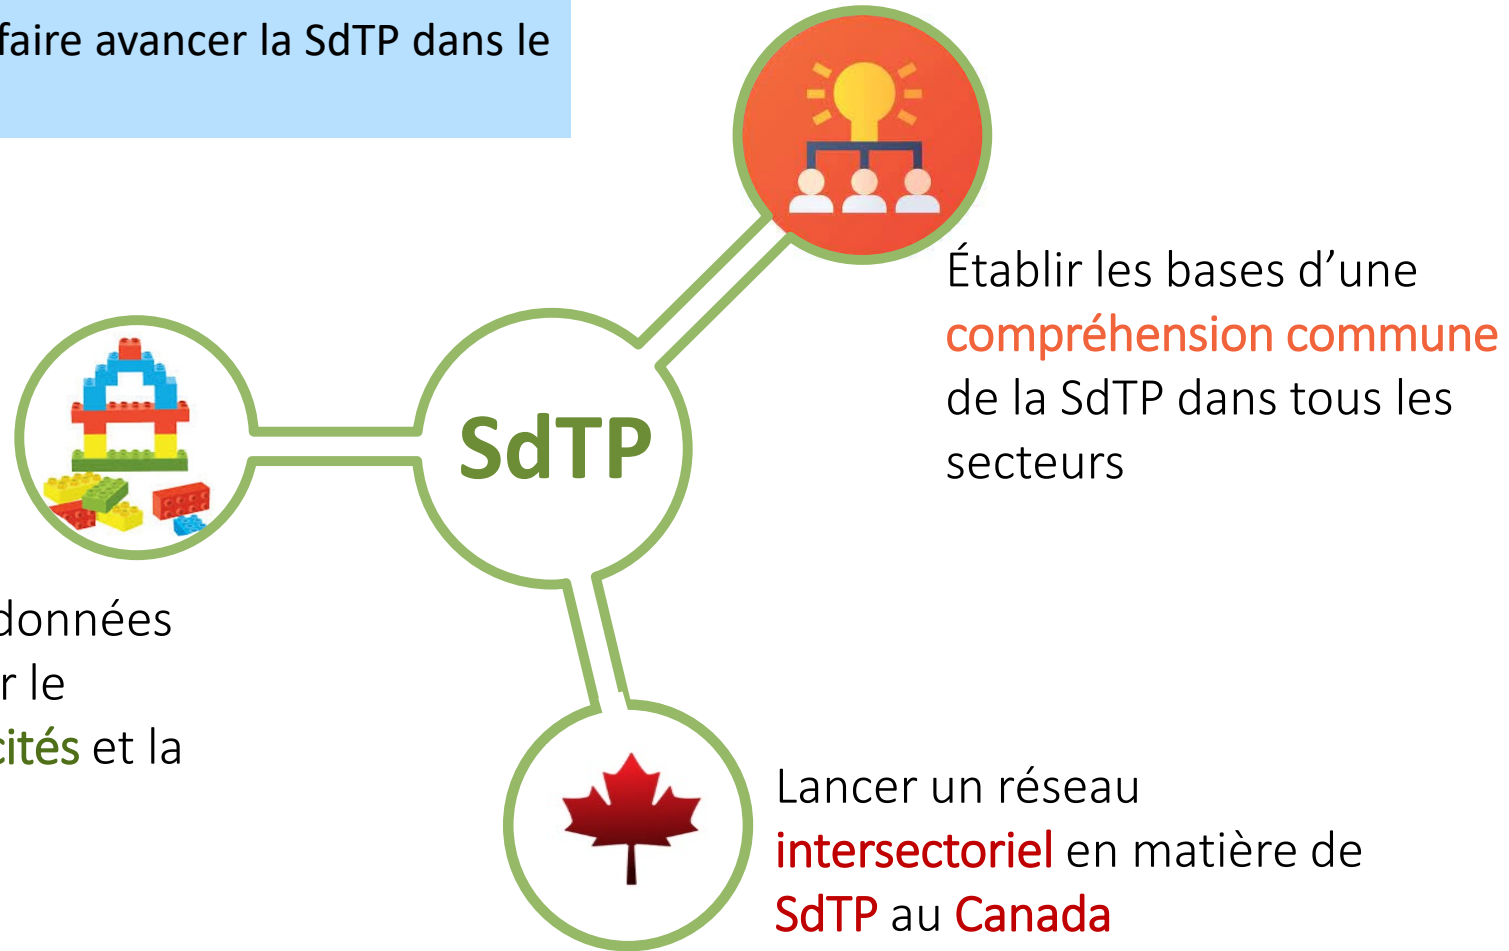 faire avancer la SdTP dans le
Établir les bases d’une
compréhension commune
de la SdTP dans tous les
secteurs
SdTP
données
r le
cités et la
Lancer un réseau
intersectoriel en matière de
SdTP au Canada